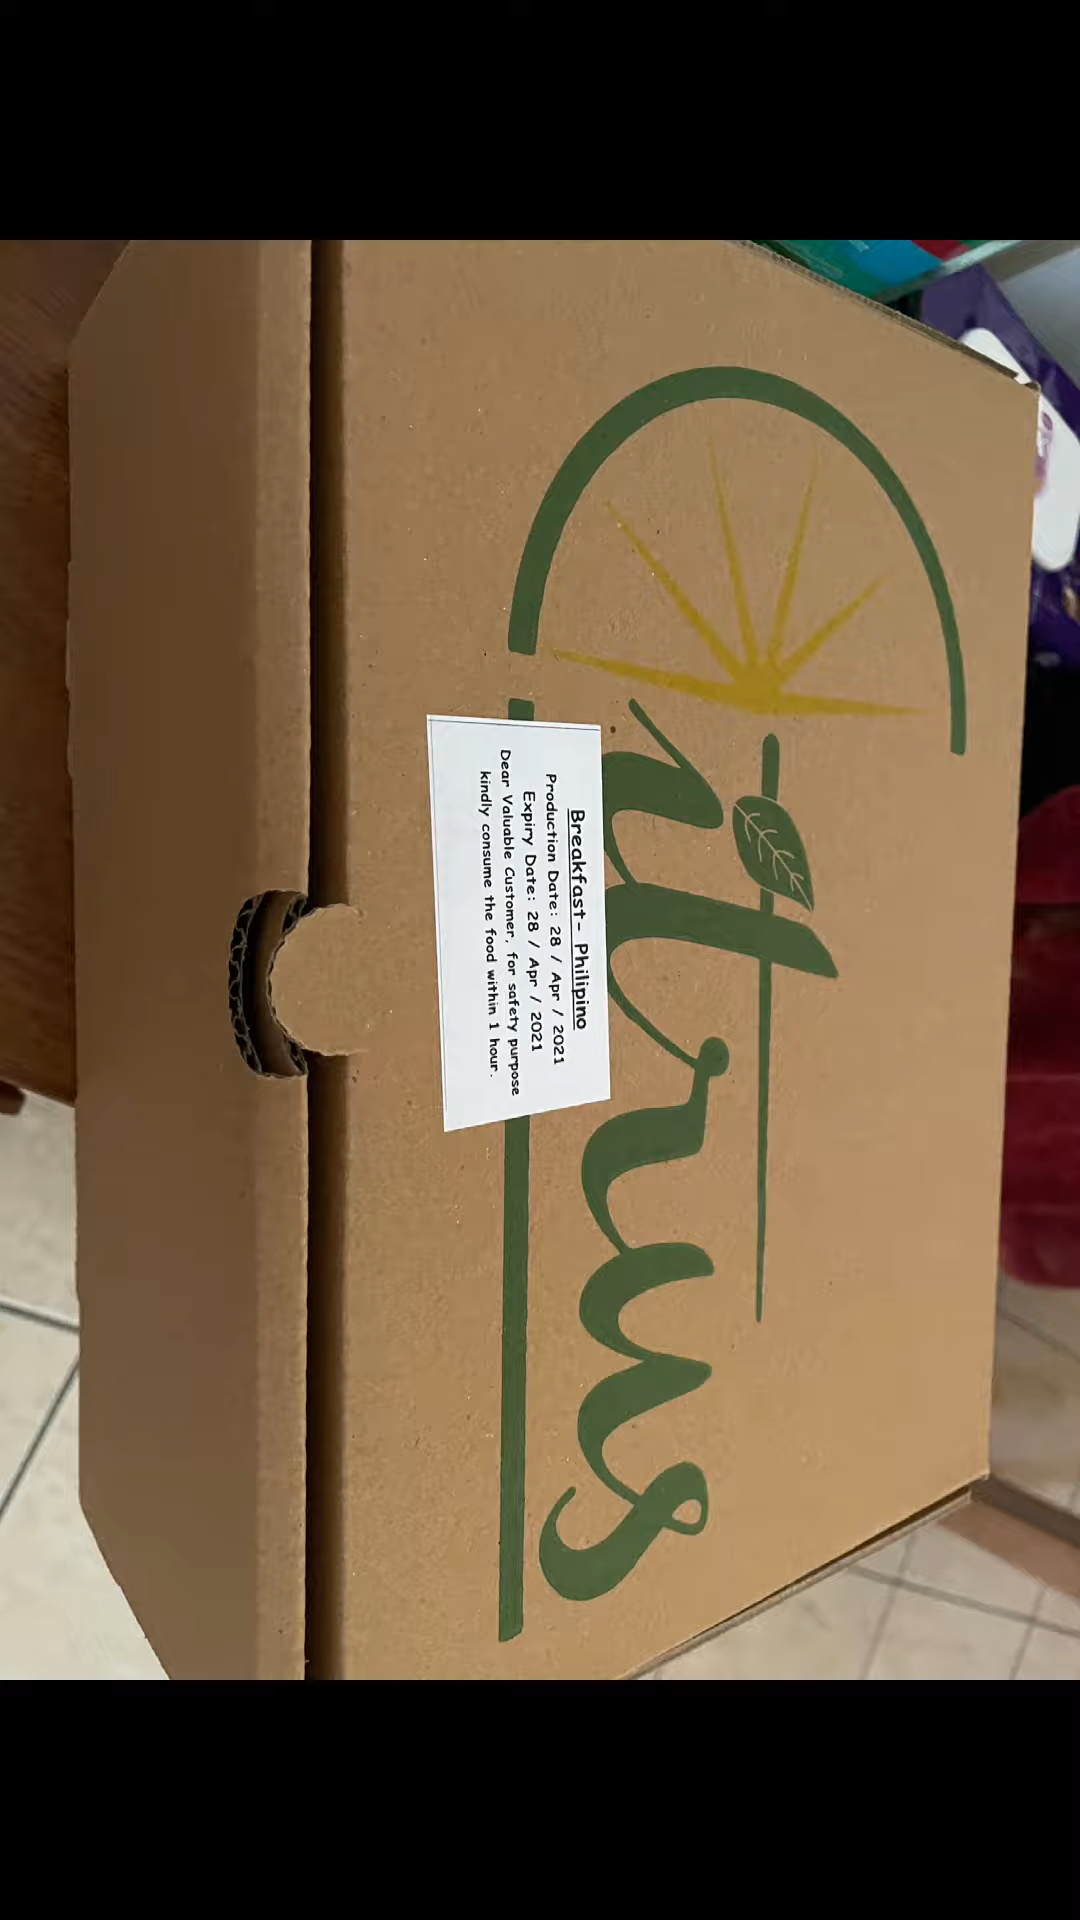 Citrus
Breakfast- Philipino
Production Date: 28 / Apr / 2021
Expiry Date: 28 / Apr / 2021
Dear Valuable Customer, for safety purpose
kindly consume the food within 1 hour.